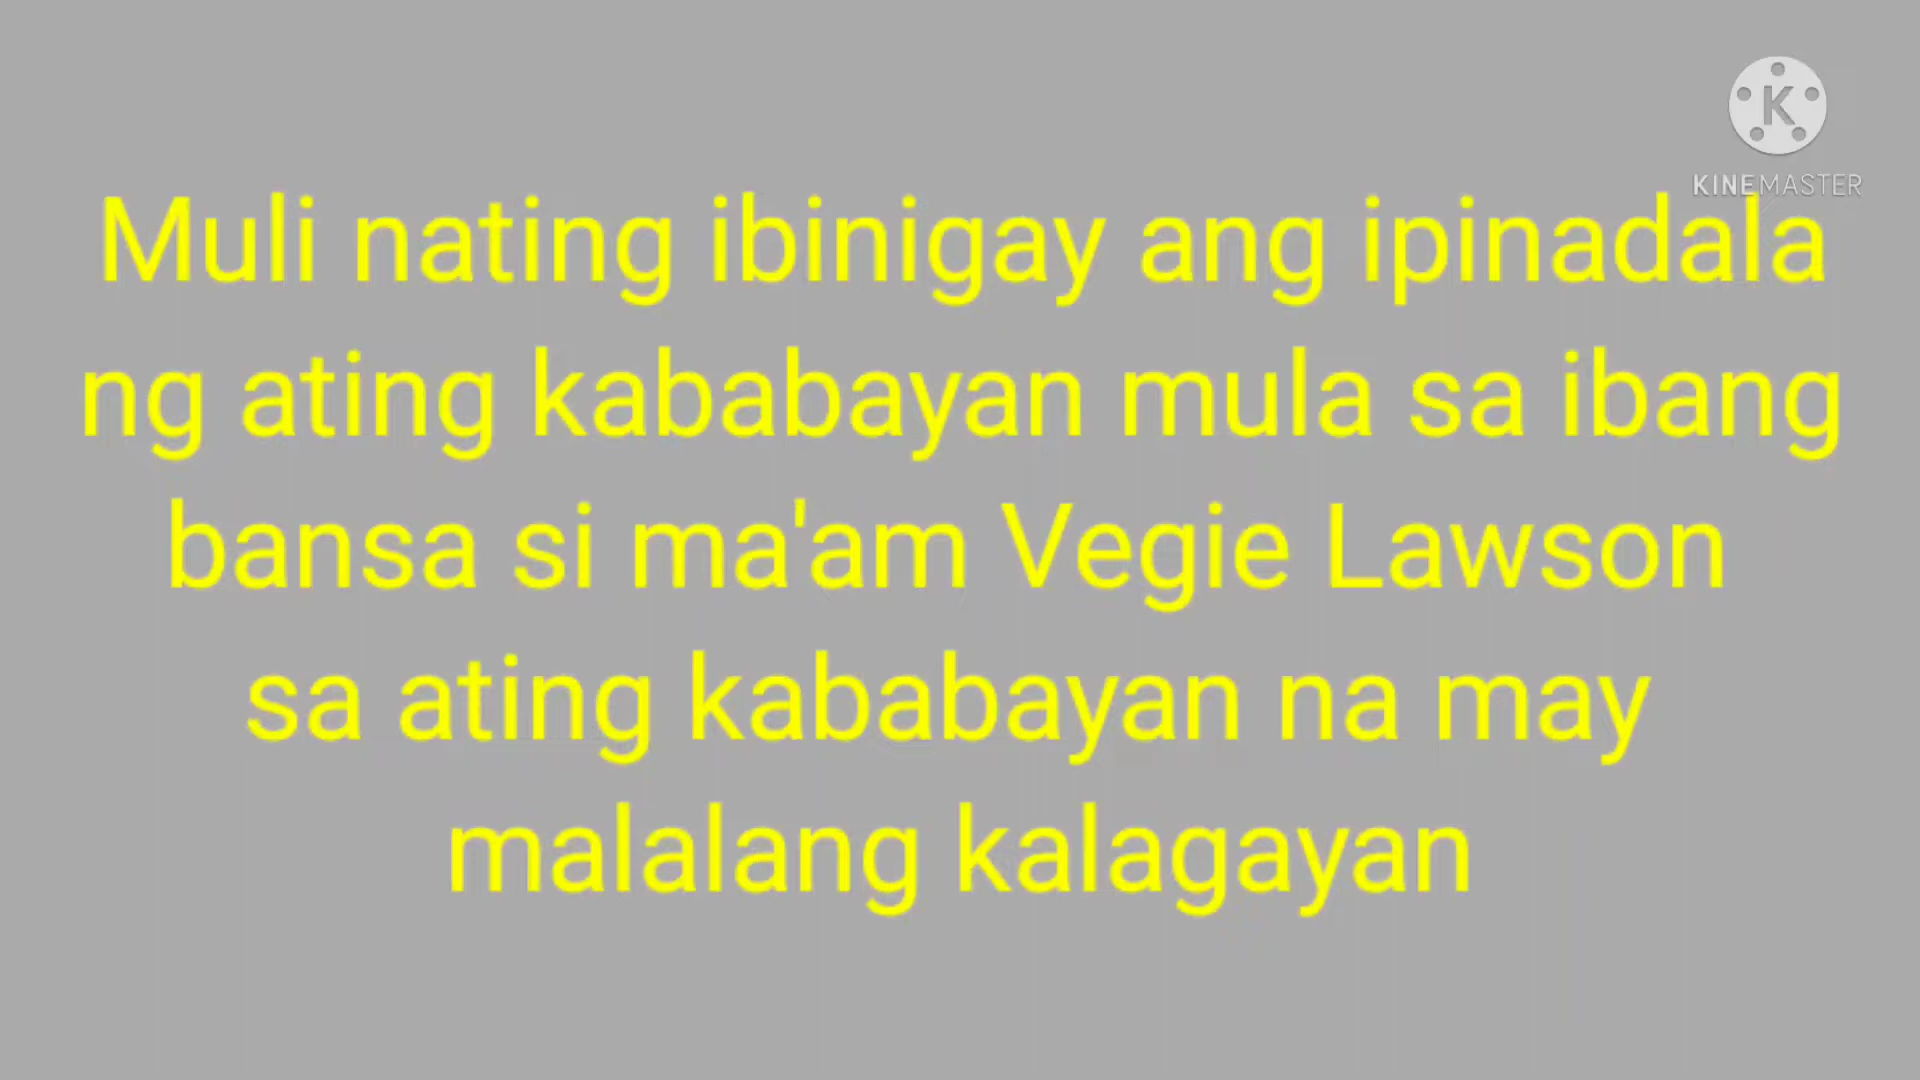 KINEMASTER
Muli nating ibinigay ang ipinadala
ng ating kababayan mula sa ibang
bansa si ma'am Vegie Lawson
sa ating kababayan na may
malalang kalagayan